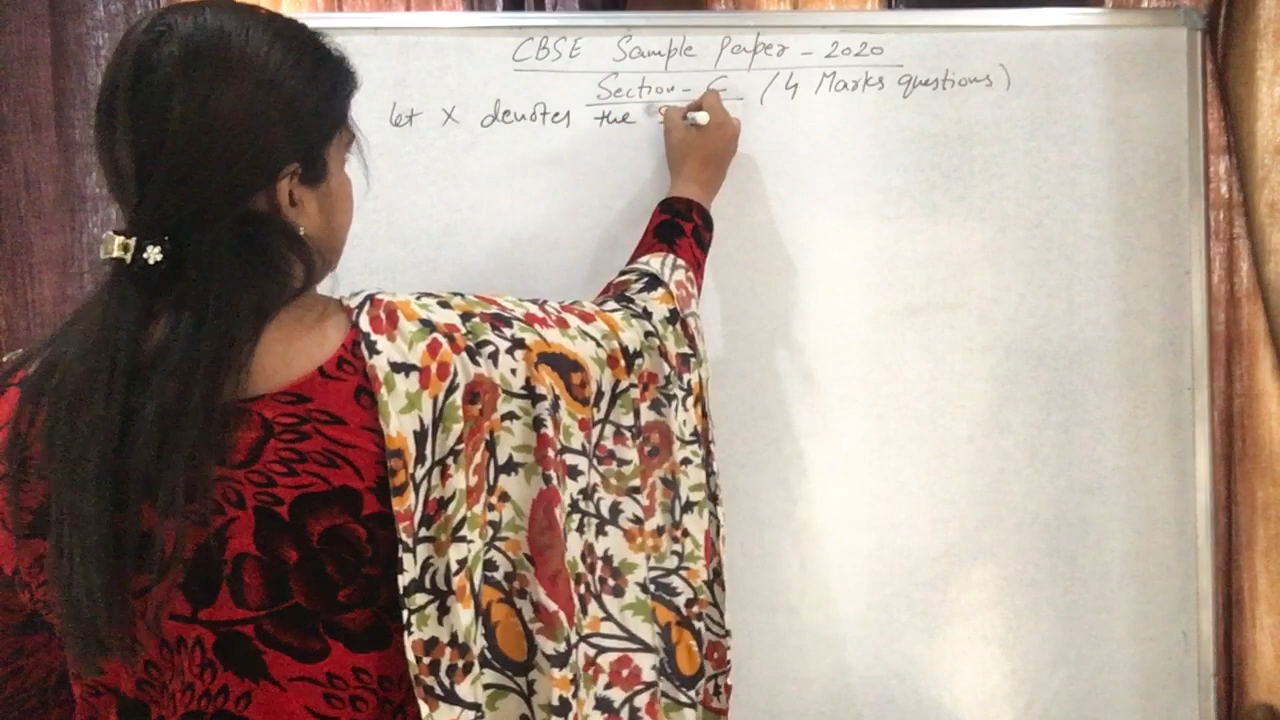 CBSE Sample Paper - 2020
Section - C (4 Marks questions)
let X denotes the